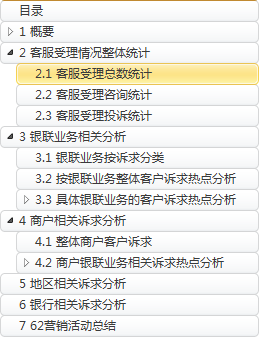 目录
1 概要
2 客服受理情况整体统计
2.1 客服受理总数统计
2.2 客服受理咨询统计
2.3 客服受理投诉统计
3 银联业务相关分析
3.1 银联业务按诉求分类
3.2 按银联业务整体客户诉求热点分析
3.3 具体银联业务的客户诉求热点分析
4 商户相关诉求分析
4.1 整体商户客户诉求
4.2 商户银联业务相关诉求热点分析
5 地区相关诉求分析
6 银行相关诉求分析
7 62营销活动总结